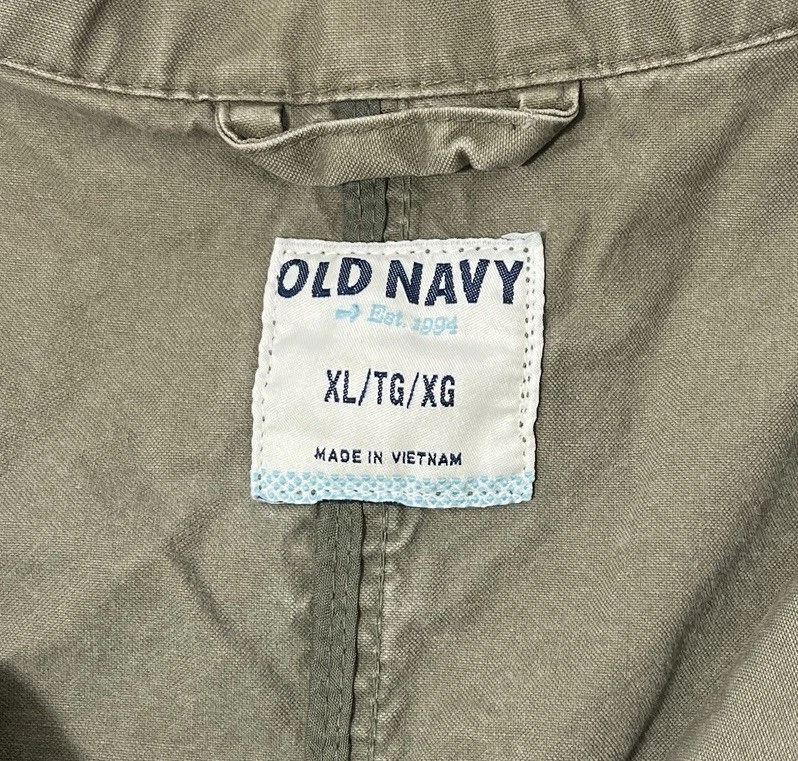 OLD NAVY
Est. 1994
XL/TG/XG
MADE IN VIETNAM